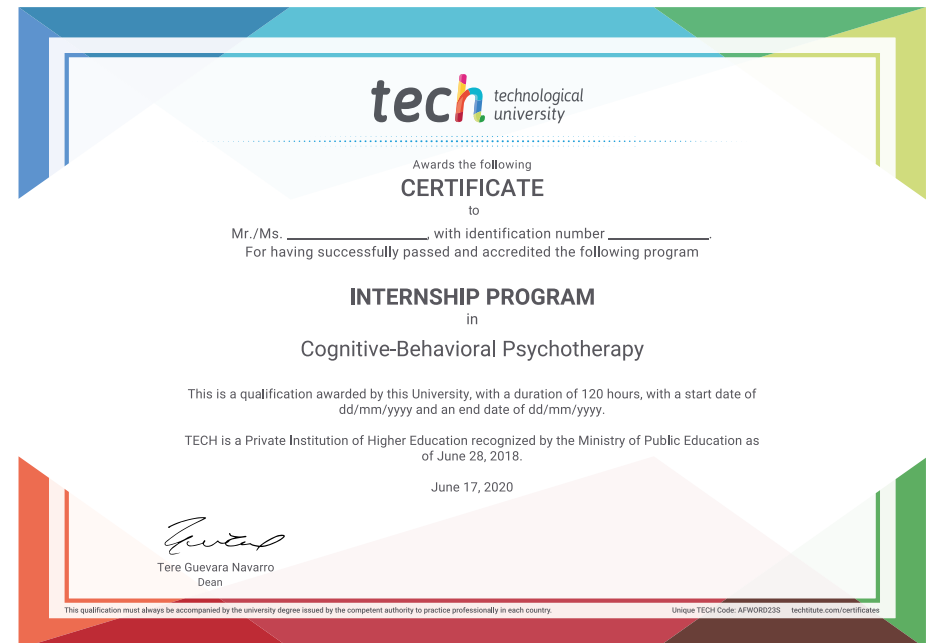 tech technological
university
Awards the following
CERTIFICATE
to
Mr./Ms. ____________________, with identification number ______________.
For having successfully passed and accredited the following program
INTERNSHIP PROGRAM
in
Cognitive-Behavioral Psychotherapy
This is a qualification awarded by this University, with a duration of 120 hours, with a start date of
dd/mm/yyyy and an end date of dd/mm/yyyy.
TECH is a Private Institution of Higher Education recognized by the Ministry of Public Education as
of June 28, 2018.
June 17, 2020
Tere Guevara Navarro
Dean
This qualification must always be accompanied by the university degree issued by the competent authority to practice professionally in each country. Unique TECH Code: AFWORD23S techtitute.com/certificates